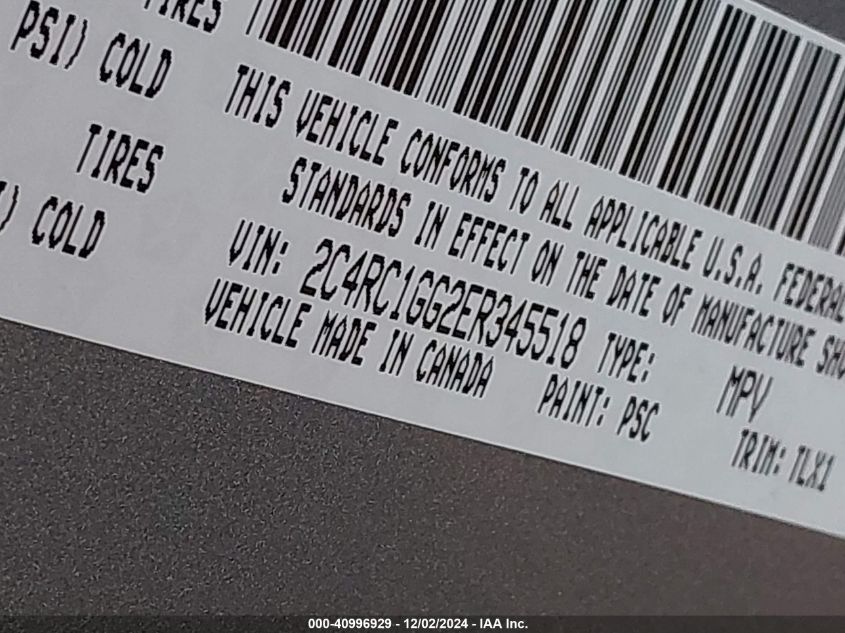 TIRES
PSI) COLD
TIRES
COLD
THIS VEHICLE CONFORMS TO ALL APPLICABLE U.S.A. FEDERAL
STANDARDS IN EFFECT ON THE DATE OF MANUFACTURE
VIN: 2C4RC1GG2ER345518 TYPE: MPV
VEHICLE MADE IN CANADA PAINT: PSC TRIM: TLX1
000-40996929 - 12/02/2024 - IAA Inc.